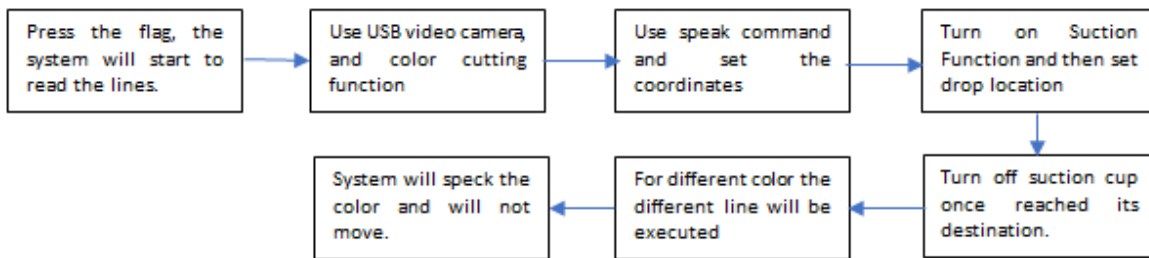 Press the flag, the
system will start to
read the lines.
Use USB video camera,
and color cutting
function
Use speak command
and set the
coordinates
Turn on Suction
Function and then set
drop location
Turn off suction cup
once reached its
destination.
For different color the
different line will be
executed
System will speck the
color and will not
move.